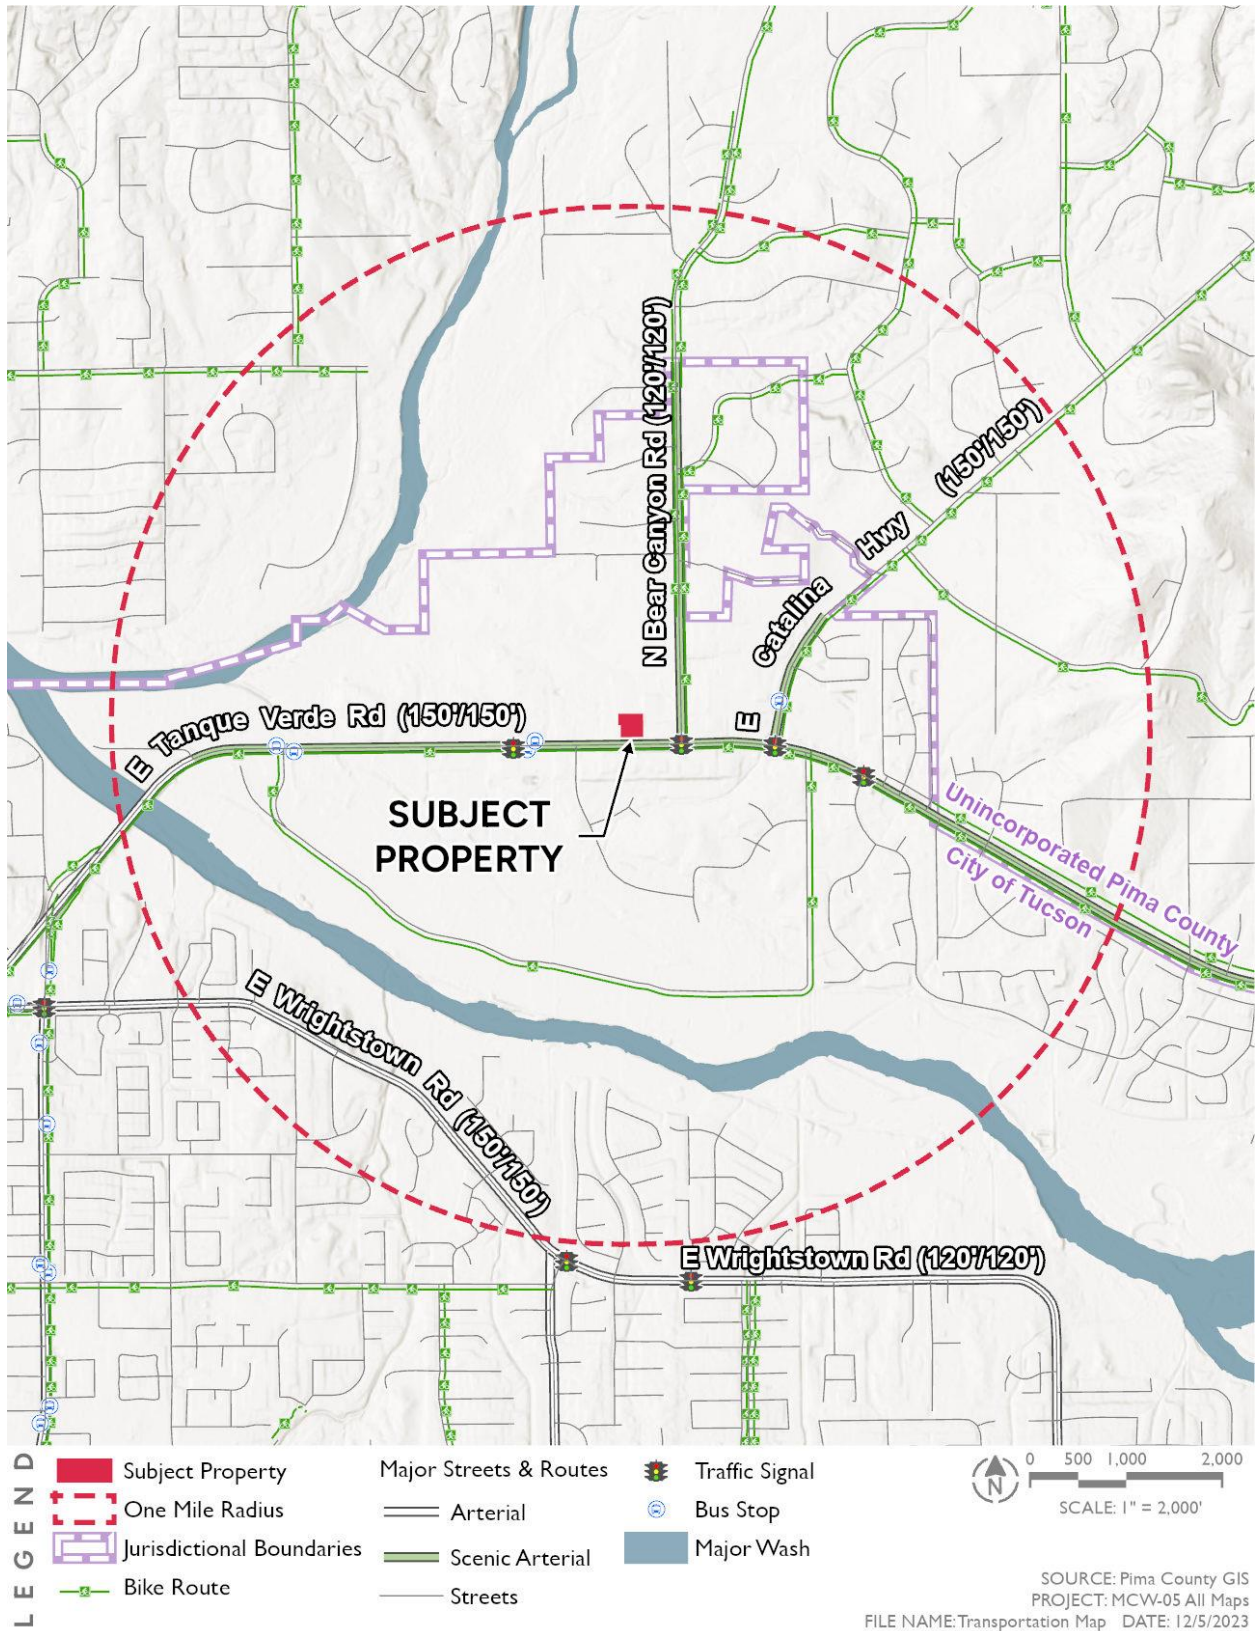 N Bear Canyon Rd (120'/120')
(150'/150')
Hwy
Catalina
E
E Tanque Verde Rd (150'/150')
SUBJECT
PROPERTY
Unincorporated Pima County
City of Tucson
E Wrightstown Rd (150'/150')
E Wrightstown Rd (120'/120')
LEGEND
Subject Property
One Mile Radius
Jurisdictional Boundaries
Bike Route
Major Streets & Routes
Arterial
Scenic Arterial
Streets
Traffic Signal
Bus Stop
Major Wash
N
0 500 1,000 2,000
SCALE: 1" = 2,000'
SOURCE: Pima County GIS
PROJECT: MCW-05 All Maps
FILE NAME: Transportation Map DATE: 12/5/2023